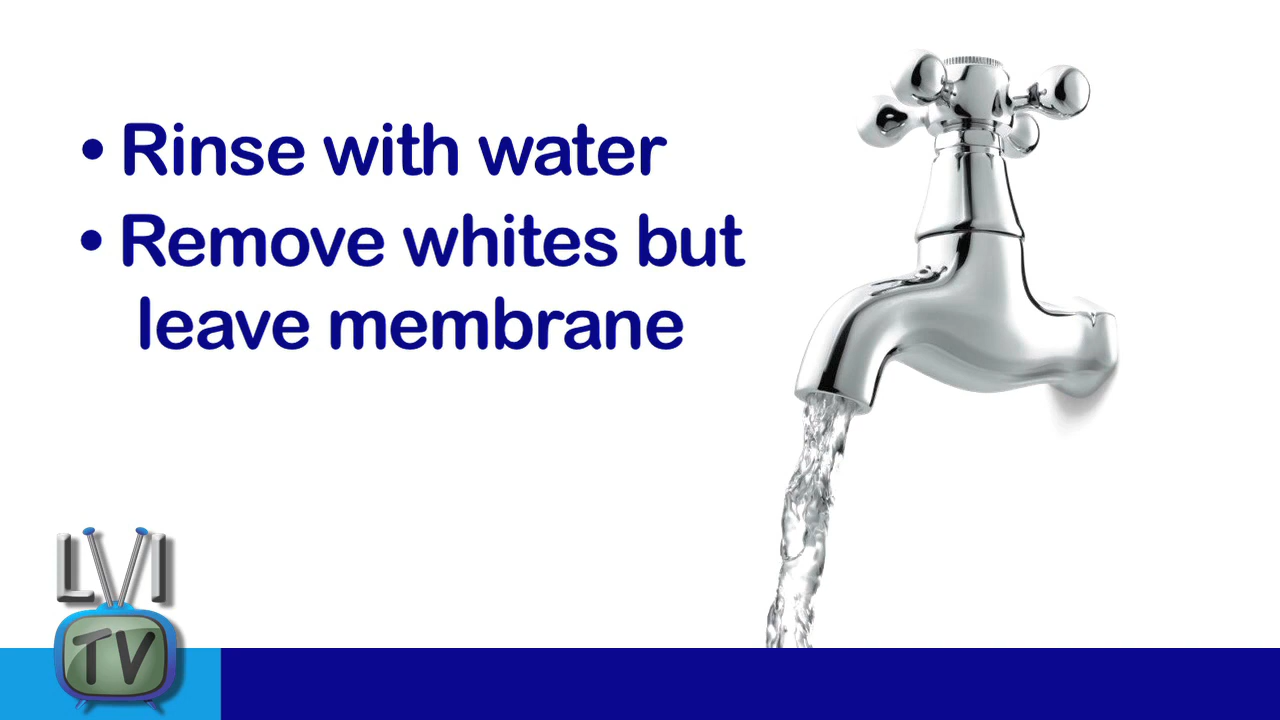 • Rinse with water
• Remove whites but
leave membrane
LVI
TV